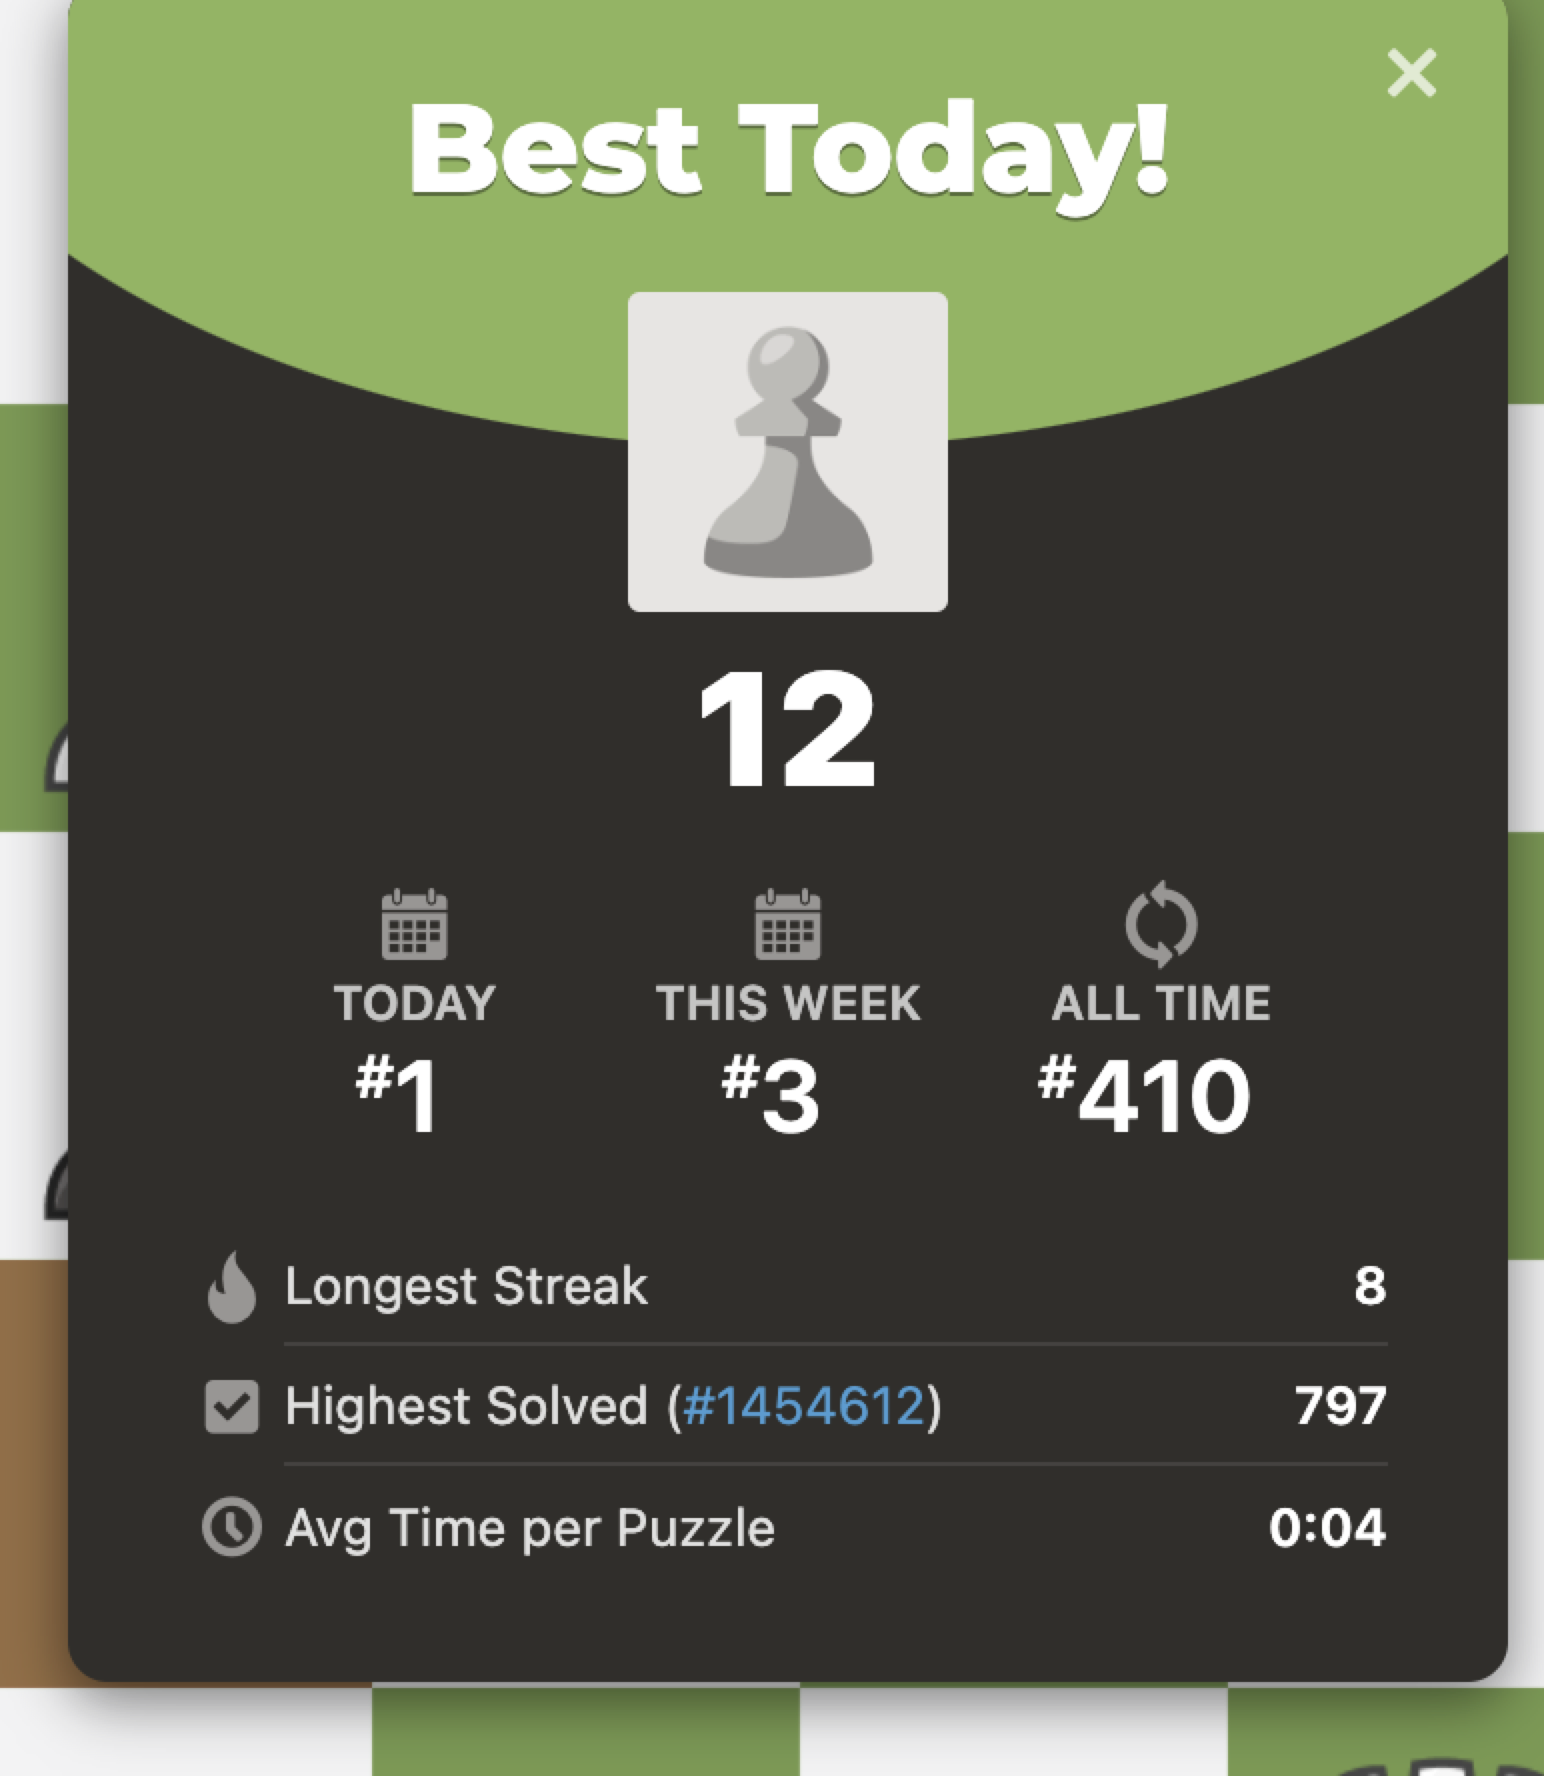 Best Today!
12
TODAY THIS WEEK ALL TIME
#1 #3 #410
Longest Streak 8
Highest Solved (#1454612) 797
Avg Time per Puzzle 0:04